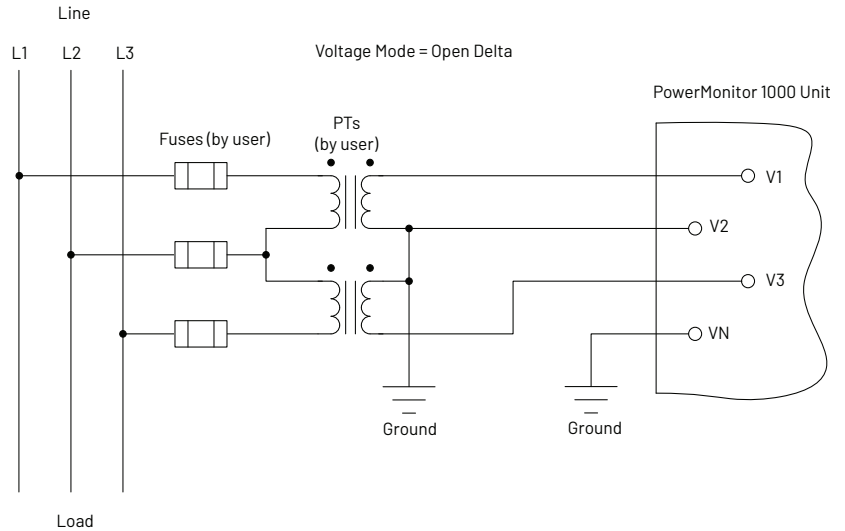 Line
L1
L2
L3
Voltage Mode = Open Delta
PowerMonitor 1000 Unit
PTs
(by user)
Fuses (by user)
V1
V2
V3
VN
Ground
Ground
Load